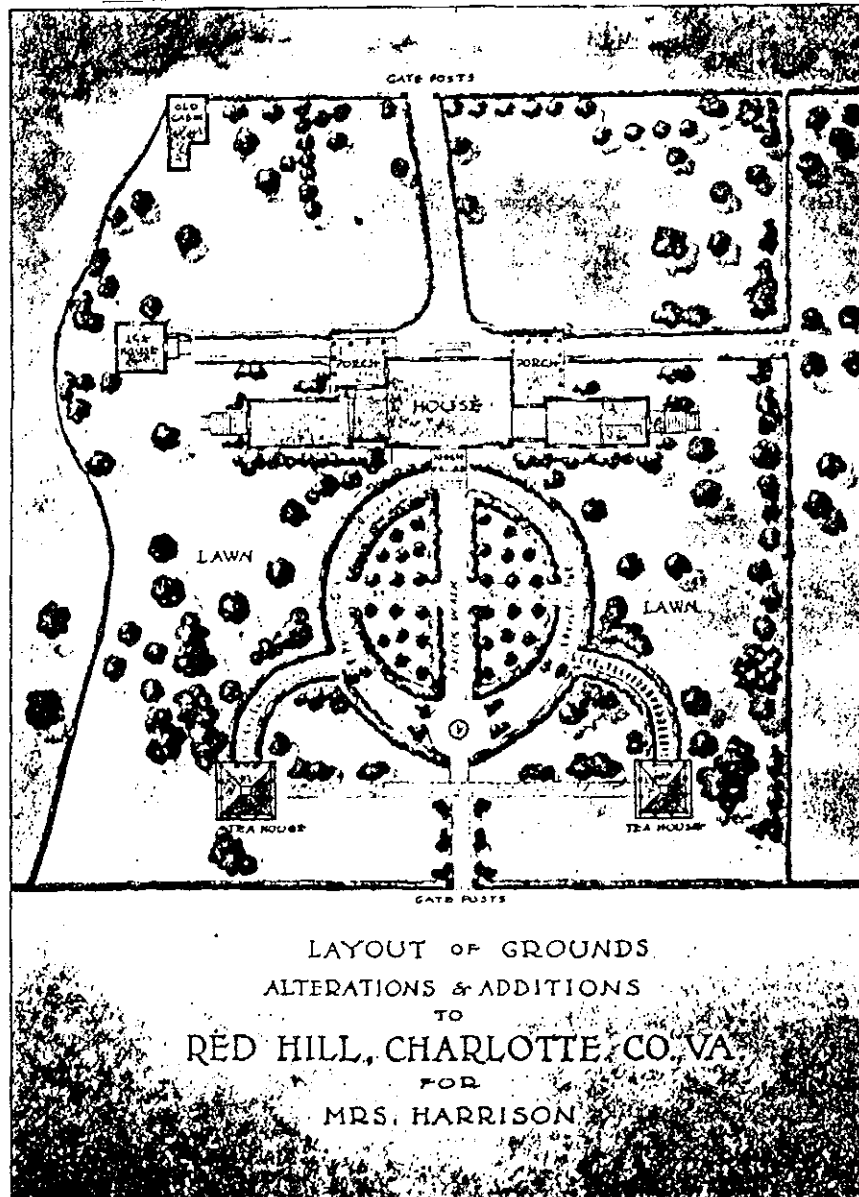 GATE POSTS
OLD
CABIN
HOUSE
GATE
PORCH
PORCH
HOUSE
LAWN
LAWN
BRICK WALK
TEA HOUSE
TEA HOUSE
GATE POSTS
LAYOUT OF GROUNDS
ALTERATIONS & ADDITIONS
TO
RED HILL, CHARLOTTE, CO. VA
FOR
MRS. HARRISON